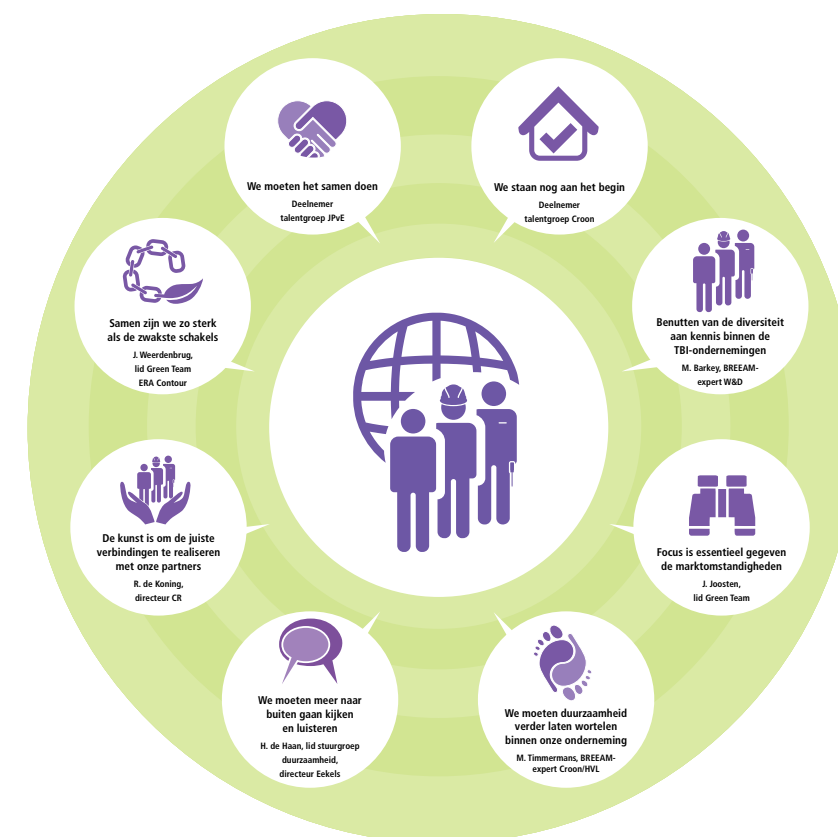 We moeten het samen doen
Deelnemer
talentgroep JPvE
We staan nog aan het begin
Deelnemer
talentgroep Croon
Samen zijn we zo sterk
als de zwakste schakels
J. Weerdenbrug,
lid Green Team
ERA Contour
Benutten van de diversiteit
aan kennis binnen de
TBI-ondernemingen
M. Barkey, BREEAM-
expert W&D
De kunst is om de juiste
verbindingen te realiseren
met onze partners
R. de Koning,
directeur CR
Focus is essentieel gegeven
de marktomstandigheden
J. Joosten,
lid Green Team
We moeten meer naar
buiten gaan kijken
en luisteren
H. de Haan, lid stuurgroep
duurzaamheid,
directeur Eekels
We moeten duurzaamheid
verder laten wortelen
binnen onze onderneming
M. Timmermans, BREEAM-
expert Croon/HVL